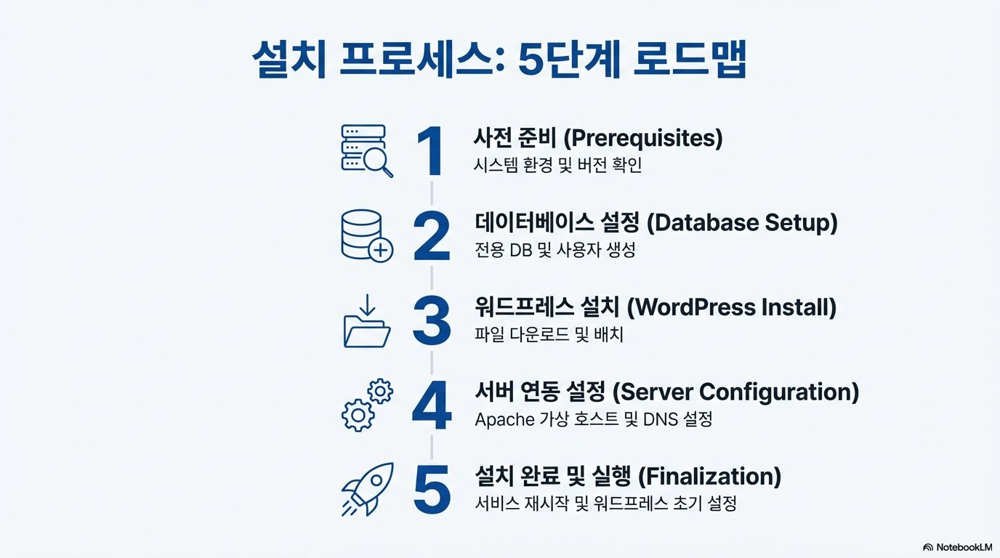 설치 프로세스: 5단계 로드맵
1
사전 준비 (Prerequisites)
시스템 환경 및 버전 확인
2
데이터베이스 설정 (Database Setup)
전용 DB 및 사용자 생성
3
워드프레스 설치 (WordPress Install)
파일 다운로드 및 배치
4
서버 연동 설정 (Server Configuration)
Apache 가상 호스트 및 DNS 설정
5
설치 완료 및 실행 (Finalization)
서비스 재시작 및 워드프레스 초기 설정
NotebookLM